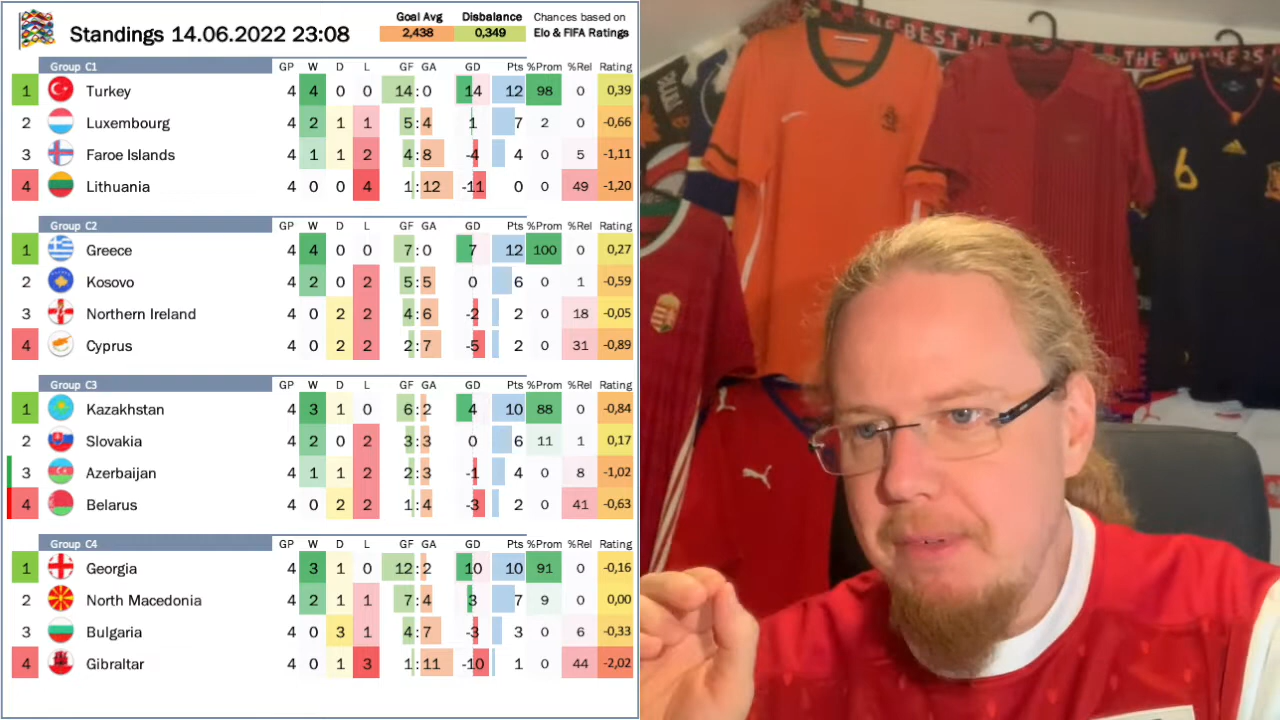 Standings 14.06.2022 23:08
Goal Avg Disbalance Chances based on
2,438 0,349 Elo & FIFA Ratings
Group C1 GP W D L GF GA GD Pts %Prom %Rel Rating
1 Turkey 4 4 0 0 14:0 14 12 98 0 0,39
2 Luxembourg 4 2 1 1 5:4 1 7 2 0 -0,66
3 Faroe Islands 4 1 1 2 4:8 -4 4 0 5 -1,11
4 Lithuania 4 0 0 4 1:12 -11 0 0 49 -1,20
Group C2 GP W D L GF GA GD Pts %Prom %Rel Rating
1 Greece 4 4 0 0 7:0 7 12 100 0 0,27
2 Kosovo 4 2 0 2 5:5 0 6 0 1 -0,59
3 Northern Ireland 4 0 2 2 4:6 -2 2 0 18 -0,05
4 Cyprus 4 0 2 2 2:7 -5 2 0 31 -0,89
Group C3 GP W D L GF GA GD Pts %Prom %Rel Rating
1 Kazakhstan 4 3 1 0 6:2 4 10 88 0 -0,84
2 Slovakia 4 2 0 2 3:3 0 6 11 1 0,17
3 Azerbaijan 4 1 1 2 2:3 -1 4 0 8 -1,02
4 Belarus 4 0 2 2 1:4 -3 2 0 41 -0,63
Group C4 GP W D L GF GA GD Pts %Prom %Rel Rating
1 Georgia 4 3 1 0 12:2 10 10 91 0 -0,16
2 North Macedonia 4 2 1 1 7:4 3 7 9 0 0,00
3 Bulgaria 4 0 3 1 4:7 -3 3 0 6 -0,33
4 Gibraltar 4 0 1 3 1:11 -10 1 0 44 -2,02
BEST
THE
6